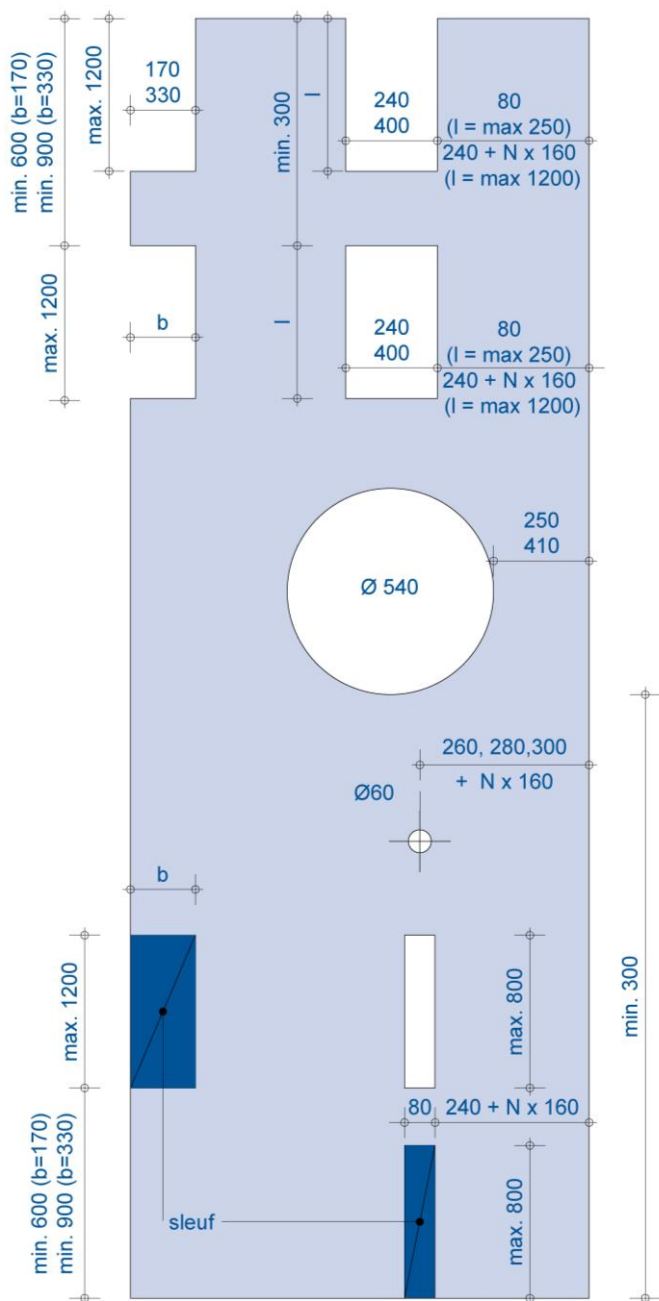 min. 600 (b=170)
min. 900 (b=330)
max. 1200
170
330
min. 300
l
240
400
80
(l = max 250)
240 + N x 160
(l = max 1200)
max. 1200
b
l
240
400
80
(l = max 250)
240 + N x 160
(l = max 1200)
250
410
Ø 540
260, 280,300
+ N x 160
Ø60
b
max. 1200
max. 800
min. 300
80
240 + N x 160
min. 600 (b=170)
min. 900 (b=330)
sleuf
max. 800